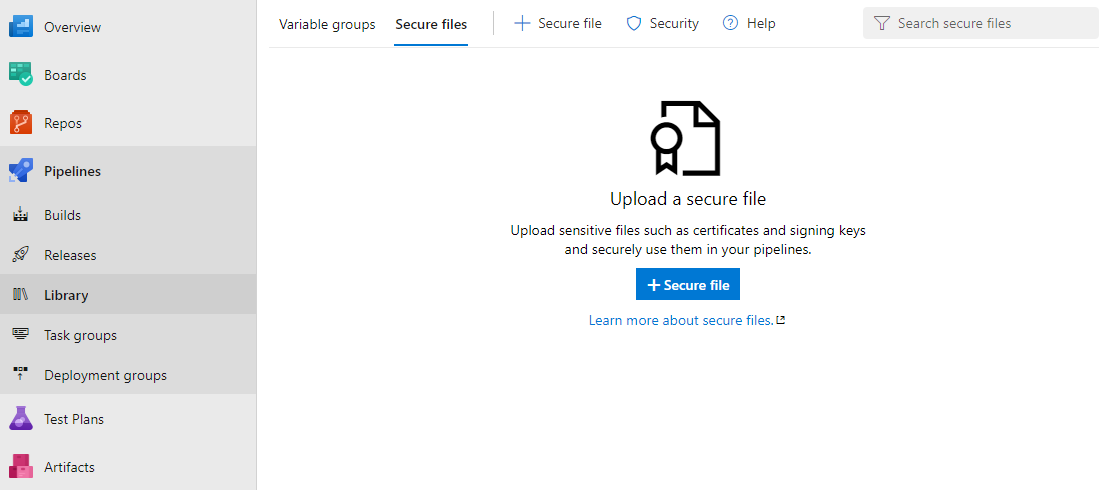 Overview
Boards
Repos
Pipelines
Builds
Releases
Library
Task groups
Deployment groups
Test Plans
Artifacts
Variable groups Secure files Secure file Security Help Search secure files
Upload a secure file
Upload sensitive files such as certificates and signing keys
and securely use them in your pipelines.
+ Secure file
Learn more about secure files.